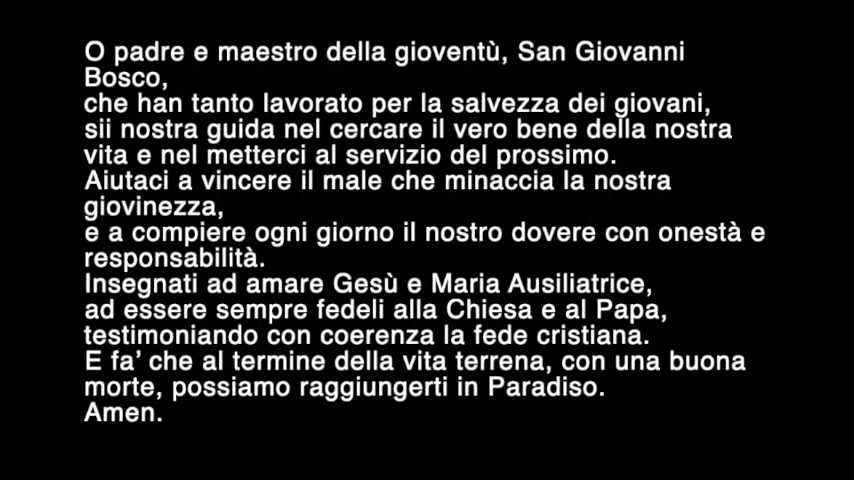 O padre e maestro della gioventù, San Giovanni
Bosco,
che han tanto lavorato per la salvezza dei giovani,
sii nostra guida nel cercare il vero bene della nostra
vita e nel metterci al servizio del prossimo.
Aiutaci a vincere il male che minaccia la nostra
giovinezza,
e a compiere ogni giorno il nostro dovere con onestà e
responsabilità.
Insegnati ad amare Gesù e Maria Ausiliatrice,
ad essere sempre fedeli alla Chiesa e al Papa,
testimoniando con coerenza la fede cristiana.
E fa’ che al termine della vita terrena, con una buona
morte, possiamo raggiungerti in Paradiso.
Amen.